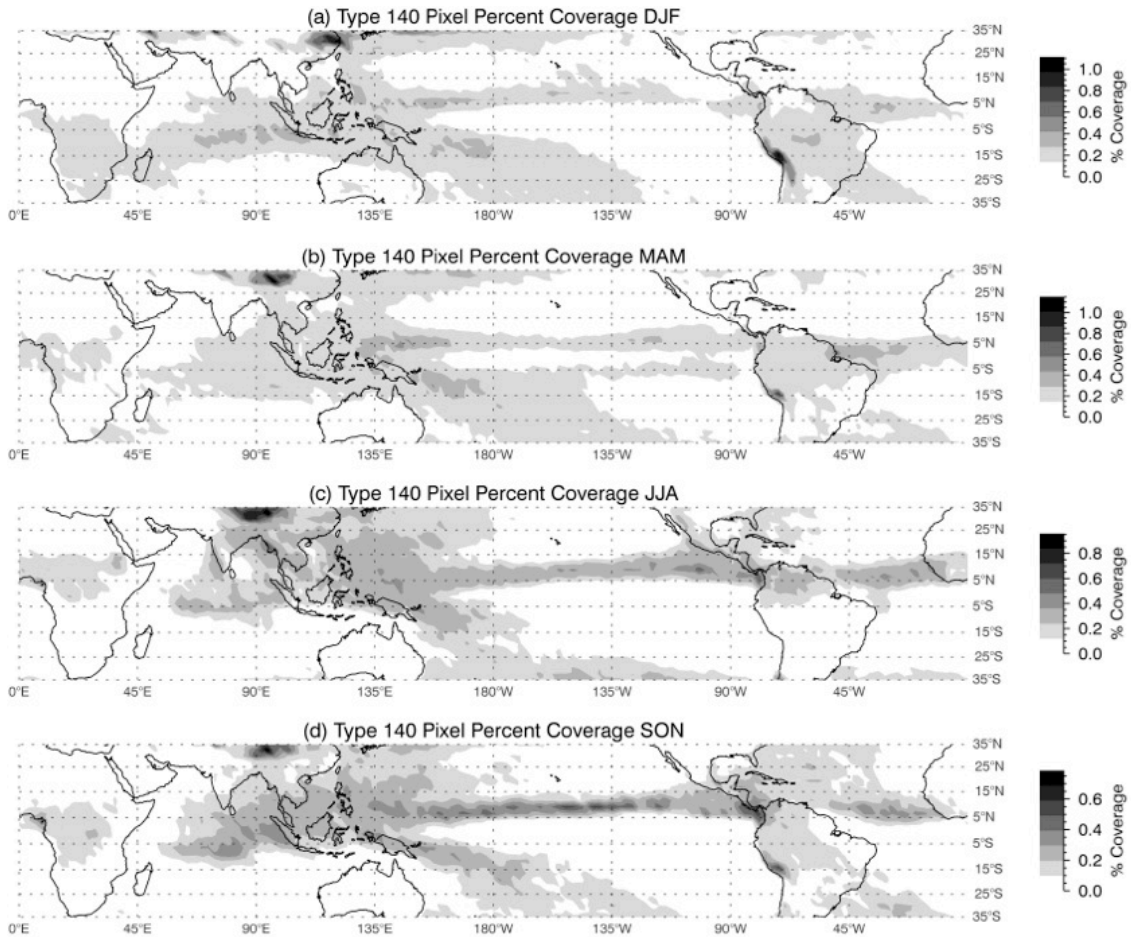 (a) Type 140 Pixel Percent Coverage DJF
35°N
25°N
15°N
5°N
5°S
15°S
25°S
35°S
0°E 45°E 90°E 135°E 180°W 135°W 90°W 45°W
1.0
0.8
0.6
0.4
0.2
0.0
% Coverage
(b) Type 140 Pixel Percent Coverage MAM
35°N
25°N
15°N
5°N
5°S
15°S
25°S
35°S
0°E 45°E 90°E 135°E 180°W 135°W 90°W 45°W
1.0
0.8
0.6
0.4
0.2
0.0
% Coverage
(c) Type 140 Pixel Percent Coverage JJA
35°N
25°N
15°N
5°N
5°S
15°S
25°S
35°S
0°E 45°E 90°E 135°E 180°W 135°W 90°W 45°W
0.8
0.6
0.4
0.2
0.0
% Coverage
(d) Type 140 Pixel Percent Coverage SON
35°N
25°N
15°N
5°N
5°S
15°S
25°S
35°S
0°E 45°E 90°E 135°E 180°W 135°W 90°W 45°W
0.6
0.4
0.2
0.0
% Coverage